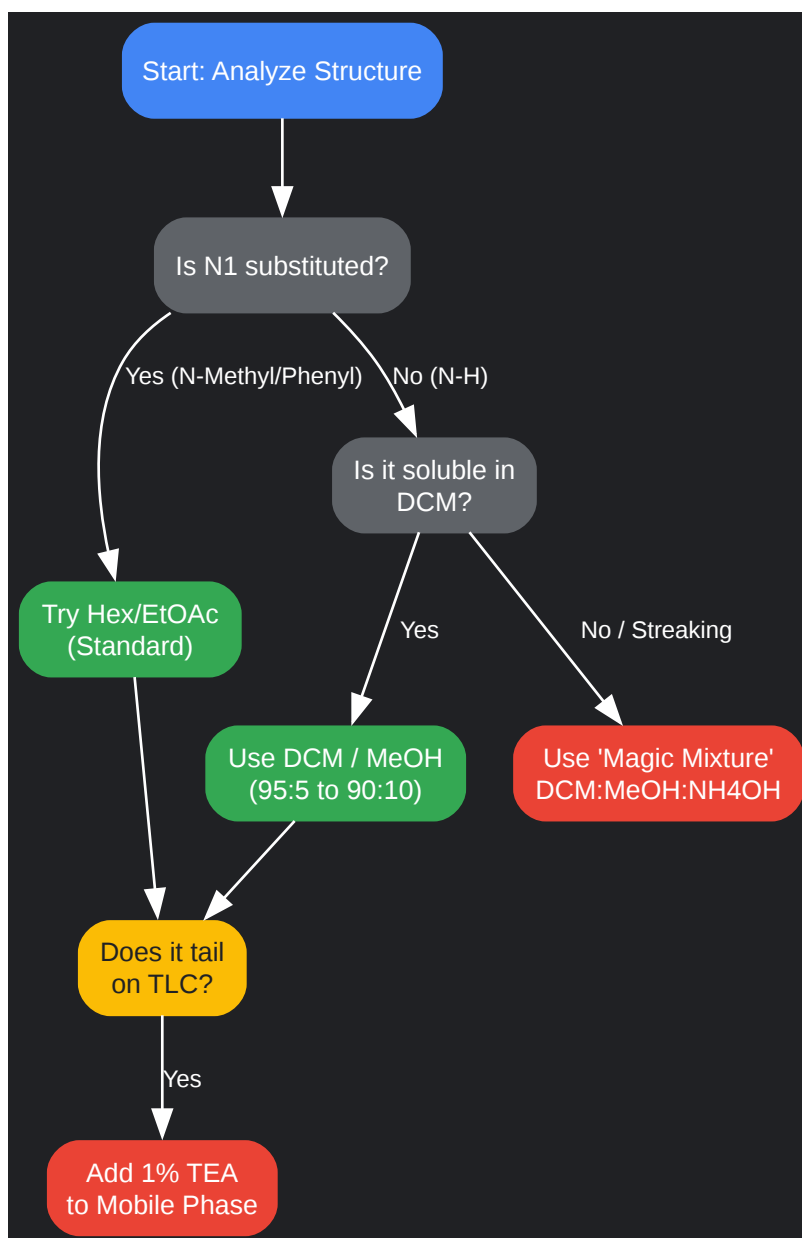 Start: Analyze Structure
Is N1 substituted?
Yes (N-Methyl/Phenyl)
No (N-H)
Is it soluble in
DCM?
Try Hex/EtOAc
(Standard)
Yes
No / Streaking
Use DCM / MeOH
(95:5 to 90:10)
Use 'Magic Mixture'
DCM:MeOH:NH4OH
Does it tail
on TLC?
Yes
Add 1% TEA
to Mobile Phase